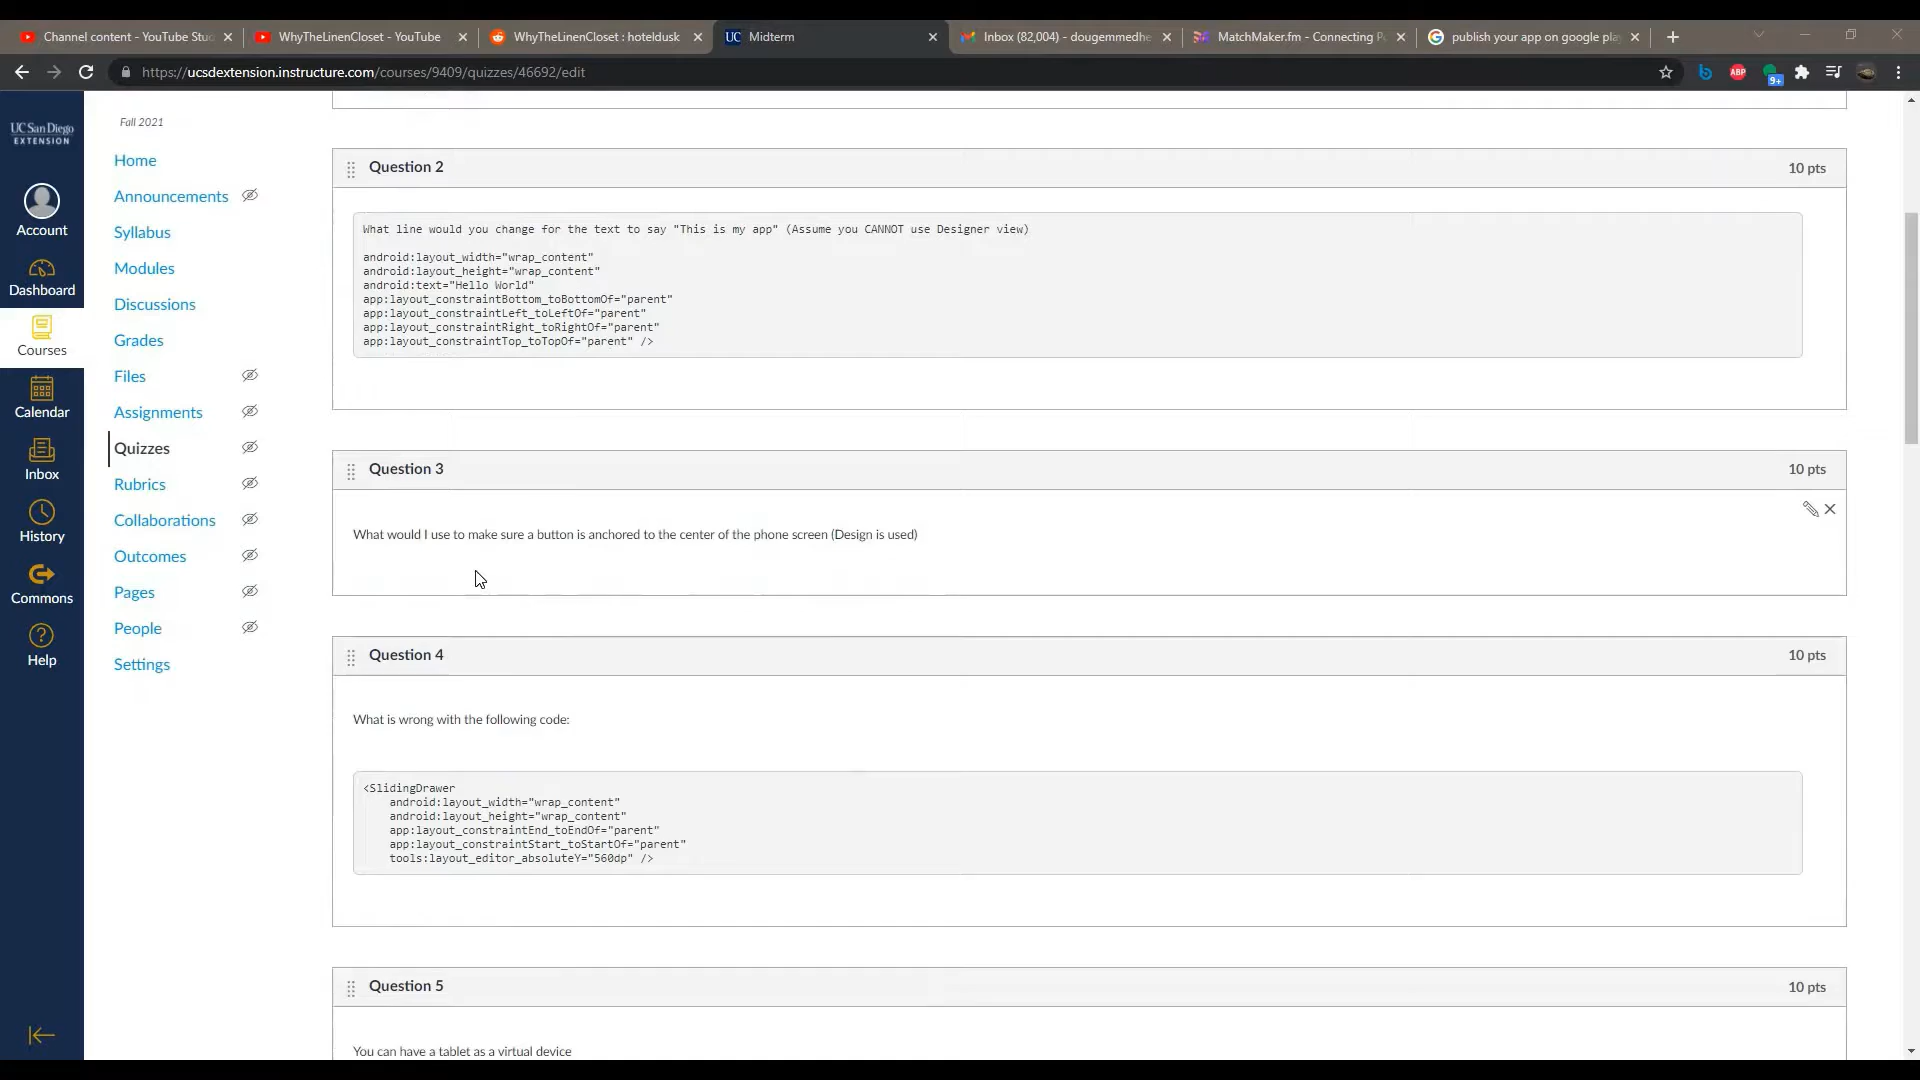 Channel content - YouTube Stu
WhyTheLinenCloset - YouTube
WhyTheLinenCloset : hoteldusk
UC Midterm
Inbox (82,004) - dougemmedhe
MatchMaker.fm - Connecting P
publish your app on google pla
https://ucsdextension.instructure.com/courses/9409/quizzes/46692/edit
ABP
9+
UC San Diego
EXTENSION
Account
Dashboard
Courses
Calendar
Inbox
History
Commons
Help
Fall 2021
Home
Announcements
Syllabus
Modules
Discussions
Grades
Files
Assignments
Quizzes
Rubrics
Collaborations
Outcomes
Pages
People
Settings
Question 2
10 pts
What line would you change for the text to say "This is my app" (Assume you CANNOT use Designer view)
android:layout_width="wrap_content"
android:layout_height="wrap_content"
android:text="Hello World"
app:layout_constraintBottom_toBottomOf="parent"
app:layout_constraintLeft_toLeftOf="parent"
app:layout_constraintRight_toRightOf="parent"
app:layout_constraintTop_toTopOf="parent" />
Question 3
10 pts
What would I use to make sure a button is anchored to the center of the phone screen (Design is used)
Question 4
10 pts
What is wrong with the following code:
<SlidingDrawer
android:layout_width="wrap_content"
android:layout_height="wrap_content"
app:layout_constraintEnd_toEndOf="parent"
app:layout_constraintStart_toStartOf="parent"
tools:layout_editor_absoluteY="560dp" />
Question 5
10 pts
You can have a tablet as a virtual device